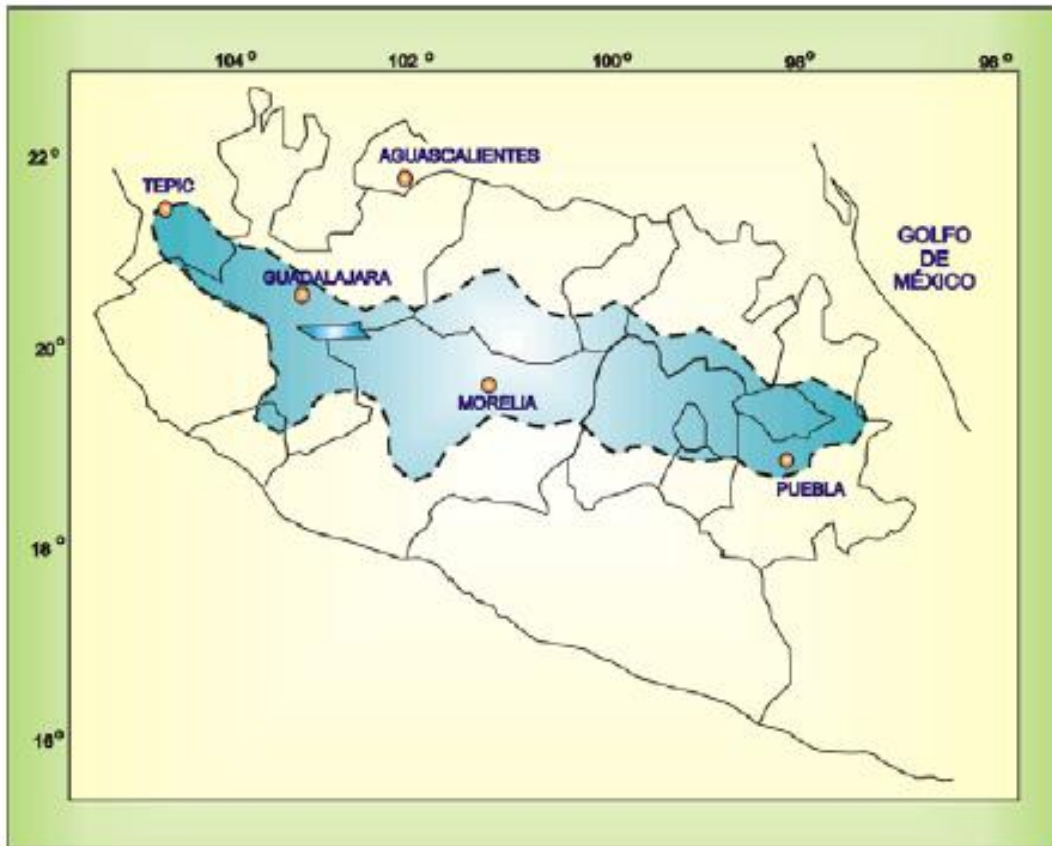 104° 102° 100° 98° 96°
22°
AGUASCALIENTES
TEPIC
GOLFO
DE
MÉXICO
GUADALAJARA
20°
MORELIA
PUEBLA
18°
16°